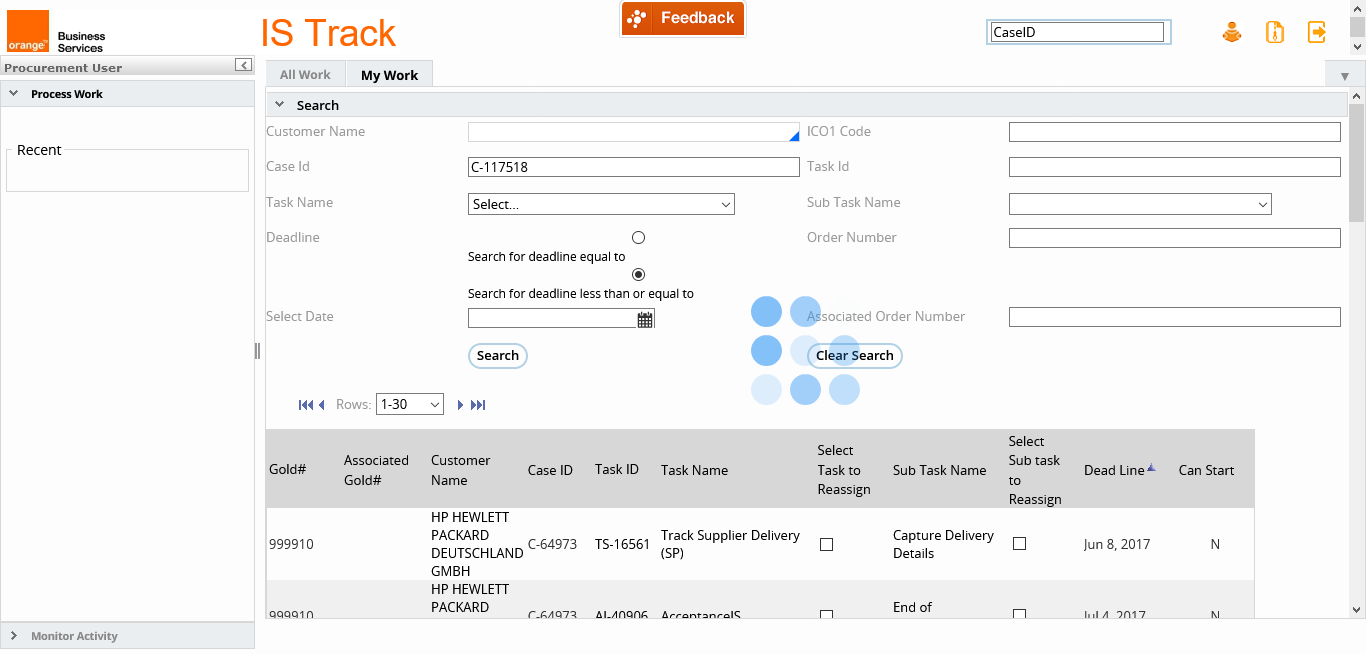 orange™
Business
Services
IS Track
Feedback
CaseID
Procurement User
All Work
My Work
Process Work
Search
Recent
Customer Name
ICO1 Code
Case Id
C-117518
Task Id
Task Name
Select...
Sub Task Name
Deadline
Order Number
Search for deadline equal to
Search for deadline less than or equal to
Select Date
Associated Order Number
Search
Clear Search
Rows:
1-30
Gold#
Associated
Gold#
Customer
Name
Case ID
Task ID
Task Name
Select
Task to
Reassign
Sub Task Name
Select
Sub task
to
Reassign
Dead Line
Can Start
999910
HP HEWLETT
PACKARD
DEUTSCHLAND
GMBH
C-64973
TS-16561
Track Supplier Delivery
(SP)
Capture Delivery
Details
Jun 8, 2017
N
999910
HP HEWLETT
PACKARD
C-64973
AI-40906
AcceptanceIS
End of
Jul 4, 2017
N
Monitor Activity